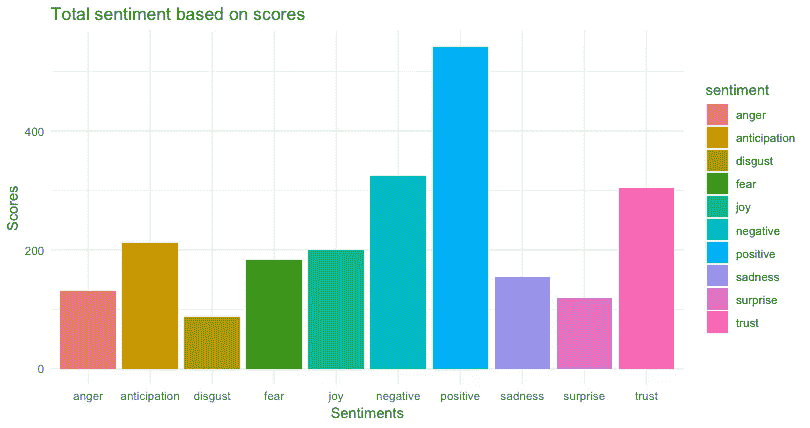 Total sentiment based on scores
sentiment
anger
anticipation
disgust
fear
joy
negative
positive
sadness
surprise
trust
Scores
400
200
0
anger anticipation disgust fear joy negative positive sadness surprise trust
Sentiments